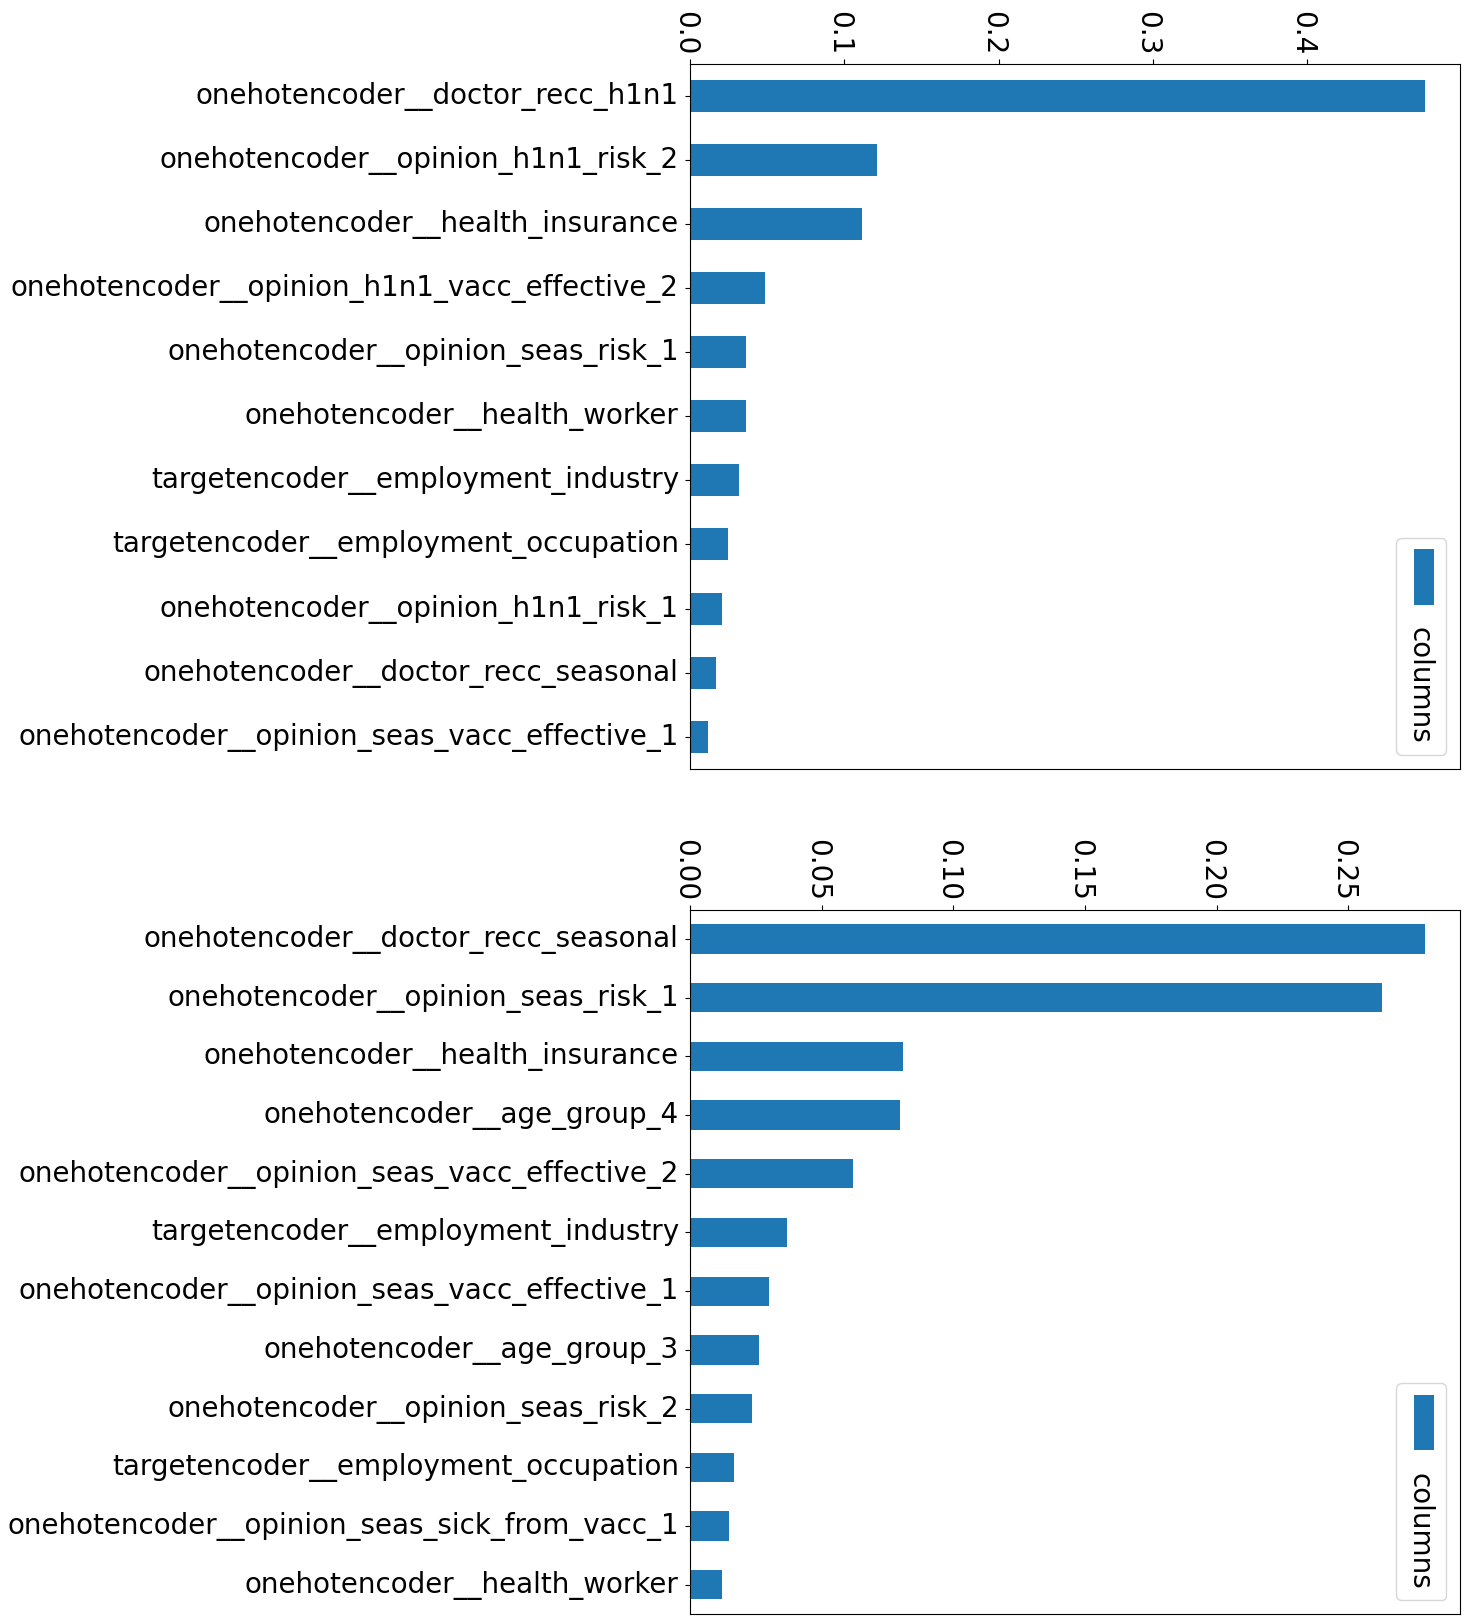 0.0 0.1 0.2 0.3 0.4
onehotencoder__doctor_recc_h1n1
onehotencoder__opinion_h1n1_risk_2
onehotencoder__health_insurance
onehotencoder__opinion_h1n1_vacc_effective_2
onehotencoder__opinion_seas_risk_1
onehotencoder__health_worker
targetencoder__employment_industry
targetencoder__employment_occupation
onehotencoder__opinion_h1n1_risk_1
onehotencoder__doctor_recc_seasonal
onehotencoder__opinion_seas_vacc_effective_1
columns
0.00 0.05 0.10 0.15 0.20 0.25
onehotencoder__doctor_recc_seasonal
onehotencoder__opinion_seas_risk_1
onehotencoder__health_insurance
onehotencoder__age_group_4
onehotencoder__opinion_seas_vacc_effective_2
targetencoder__employment_industry
onehotencoder__opinion_seas_vacc_effective_1
onehotencoder__age_group_3
onehotencoder__opinion_seas_risk_2
targetencoder__employment_occupation
onehotencoder__opinion_seas_sick_from_vacc_1
onehotencoder__health_worker
columns